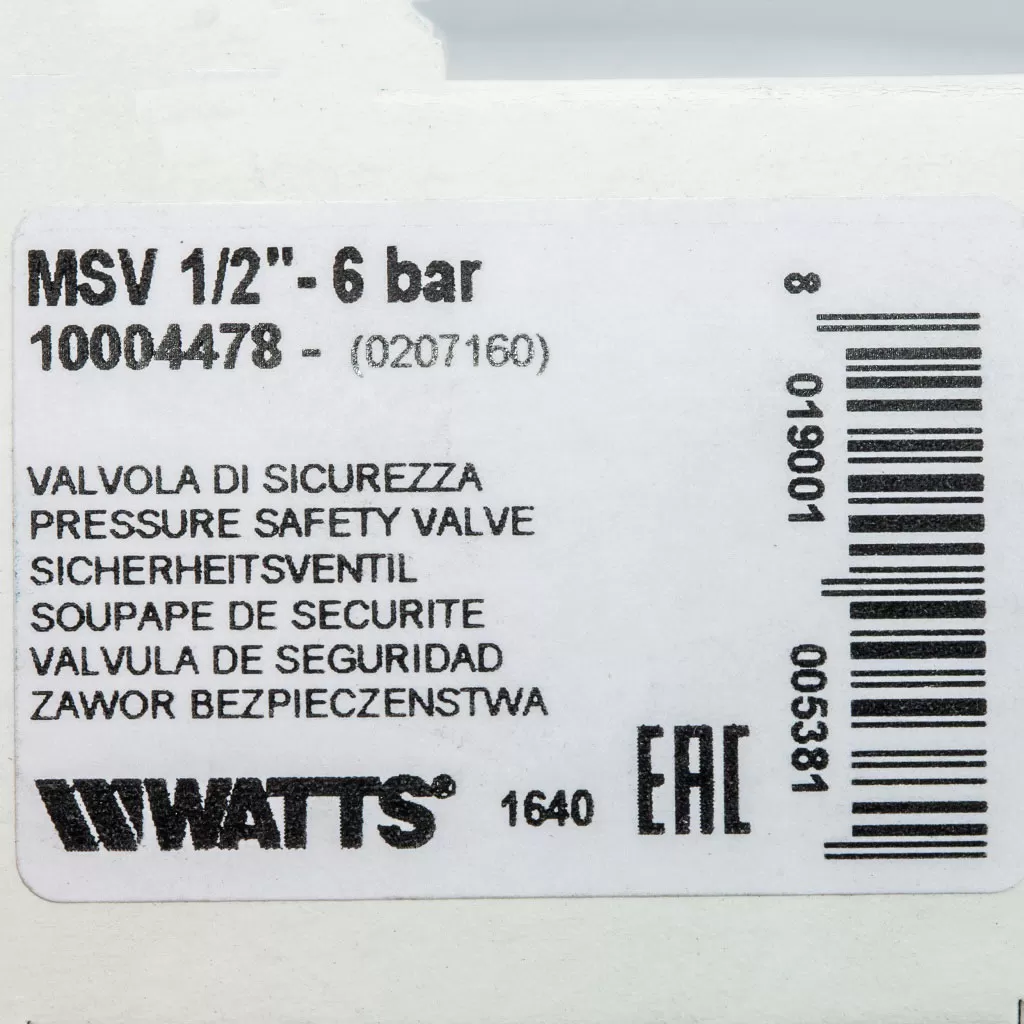 MSV 1/2"- 6 bar
10004478 - (0207160)
VALVOLA DI SICUREZZA
PRESSURE SAFETY VALVE
SICHERHEITSVENTIL
SOUPAPE DE SECURITE
VALVULA DE SEGURIDAD
ZAWOR BEZPIECZENSTWA
WATTS®
1640
EAC
8 019001 005381